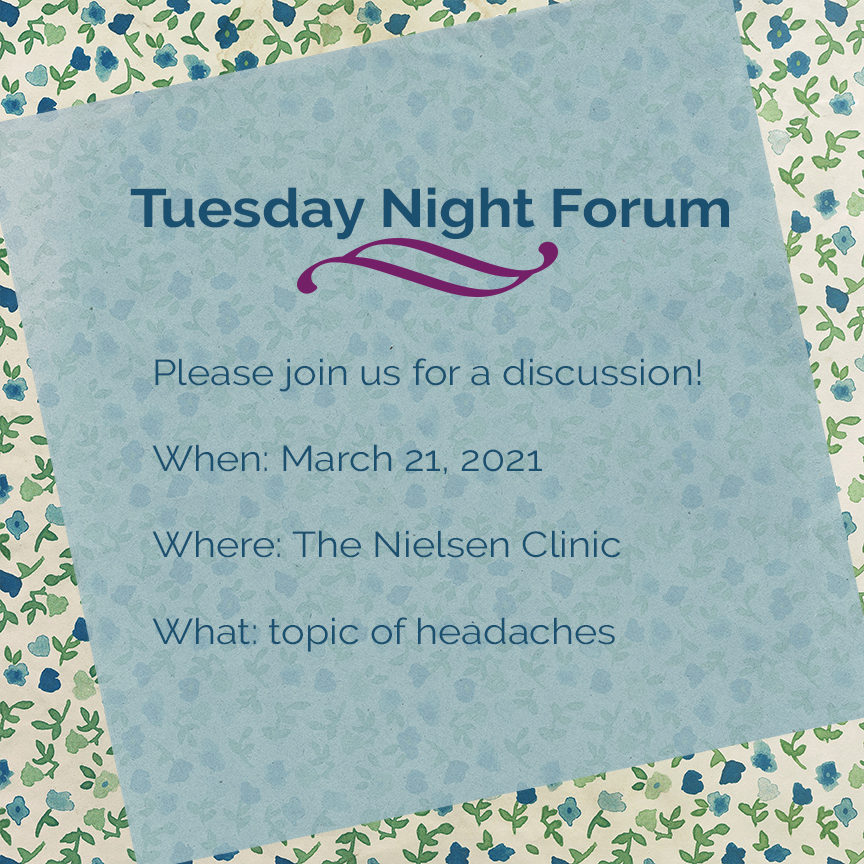 Tuesday Night Forum
Please join us for a discussion!
When: March 21, 2021
Where: The Nielsen Clinic
What: topic of headaches